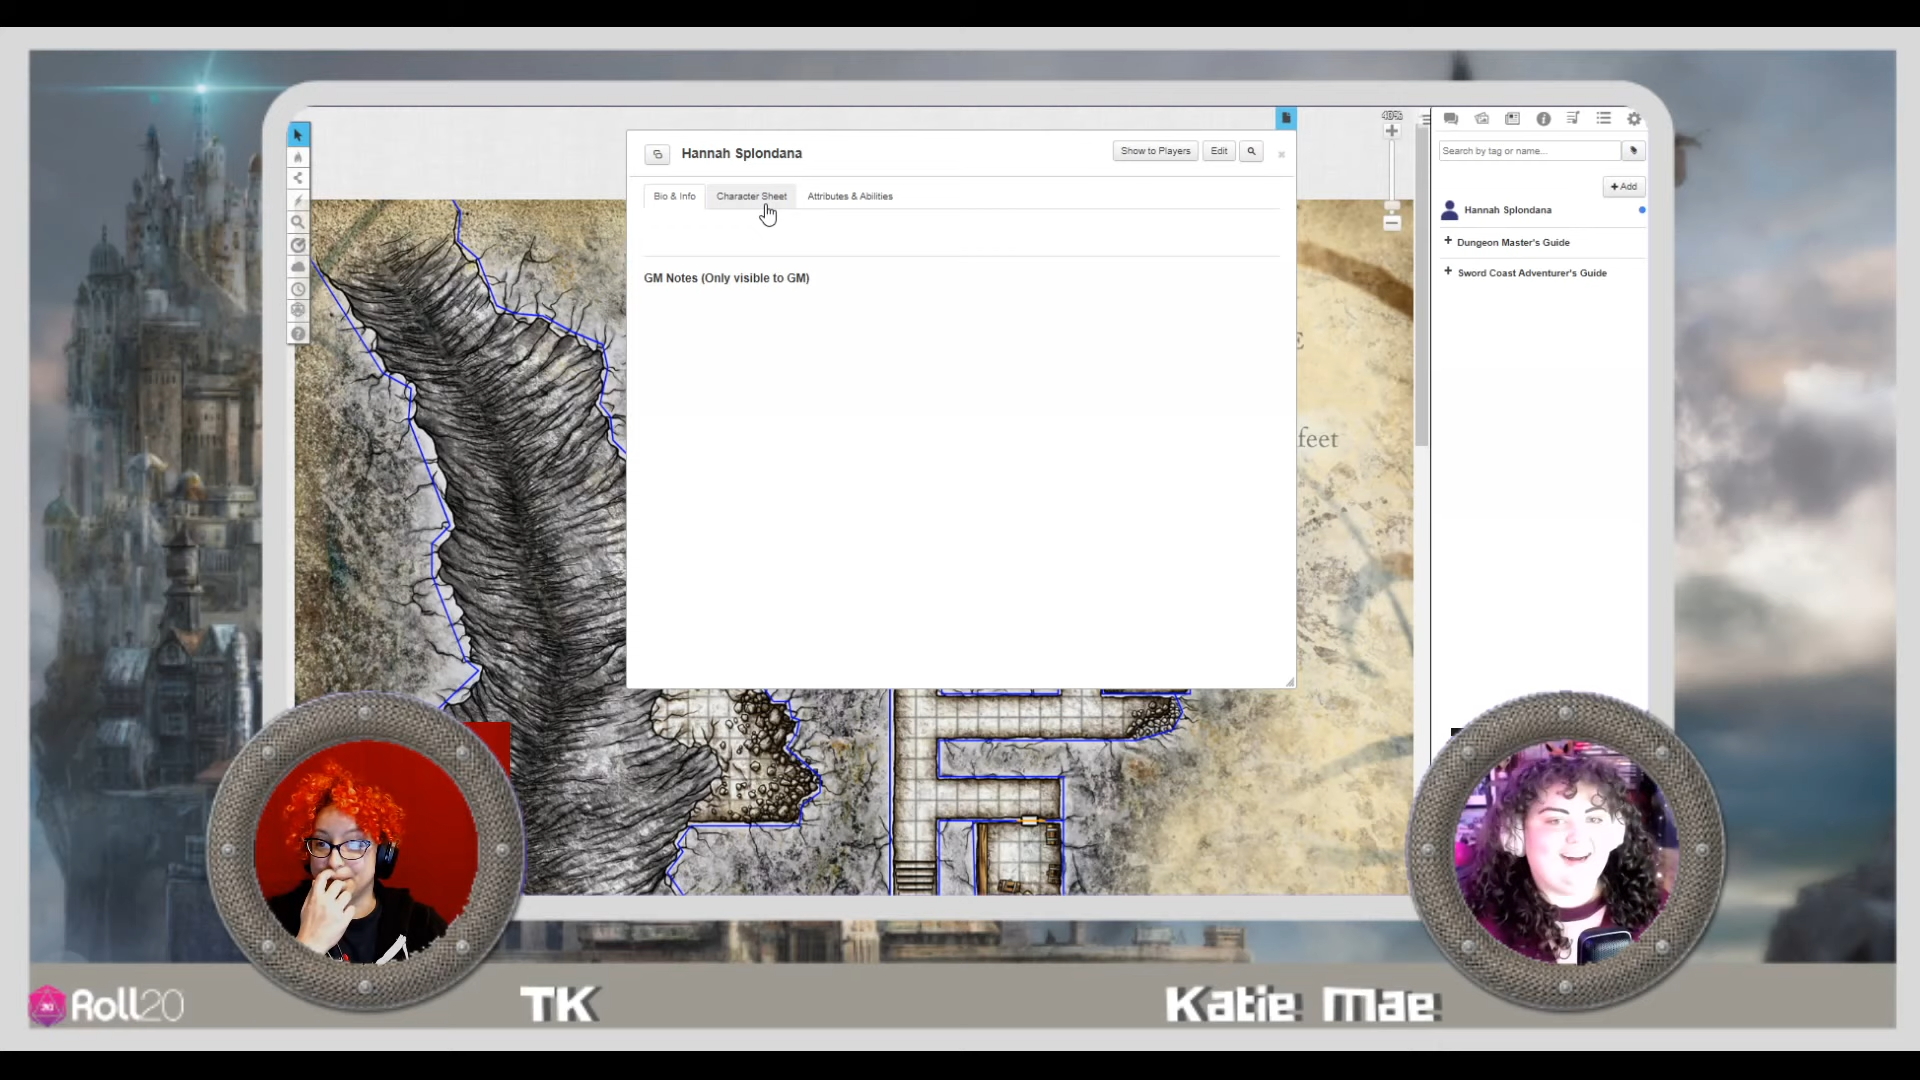 Hannah Splondana
Show to Players
Edit
Bio & Info
Character Sheet
Attributes & Abilities
GM Notes (Only visible to GM)
40%
Search by tag or name...
+ Add
Hannah Splondana
+ Dungeon Master's Guide
+ Sword Coast Adventurer's Guide
E
feet
20
Roll20
TK
Katie Mae